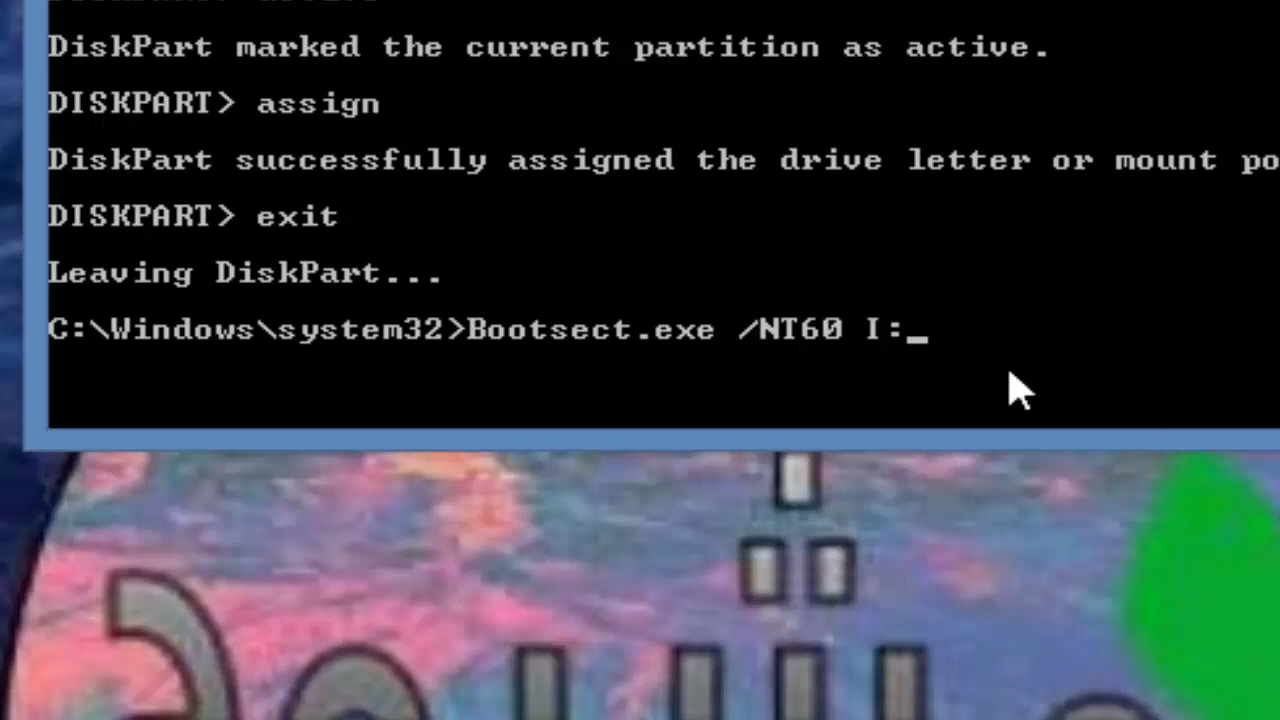 DiskPart marked the current partition as active.
DISKPART> assign
DiskPart successfully assigned the drive letter or mount po
DISKPART> exit
Leaving DiskPart...
C:\Windows\system32>Bootsect.exe /NT60 I:_